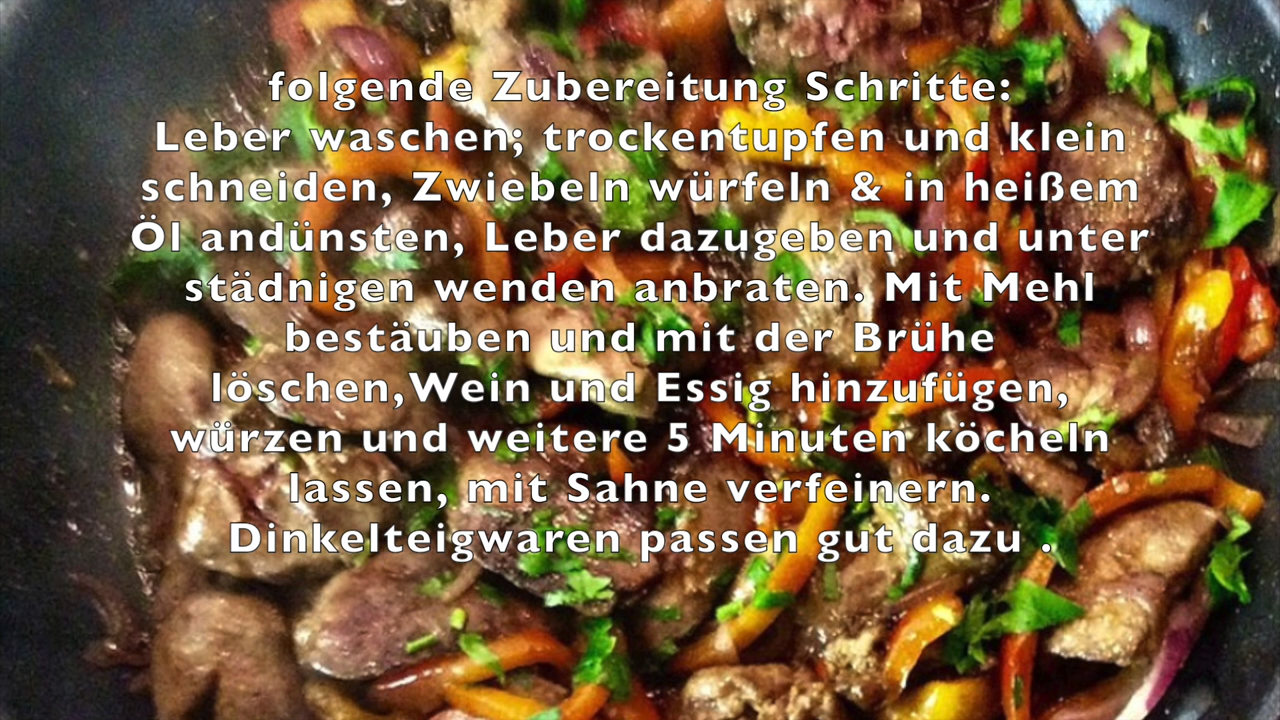 folgende Zubereitung Schritte:
Leber waschen; trockentupfen und klein
schneiden, Zwiebeln würfeln & in heißem
Öl andünsten, Leber dazugeben und unter
städnigen wenden anbraten. Mit Mehl
bestäuben und mit der Brühe
löschen,Wein und Essig hinzufügen,
würzen und weitere 5 Minuten köcheln
lassen, mit Sahne verfeinern.
Dinkelteigwaren passen gut dazu .